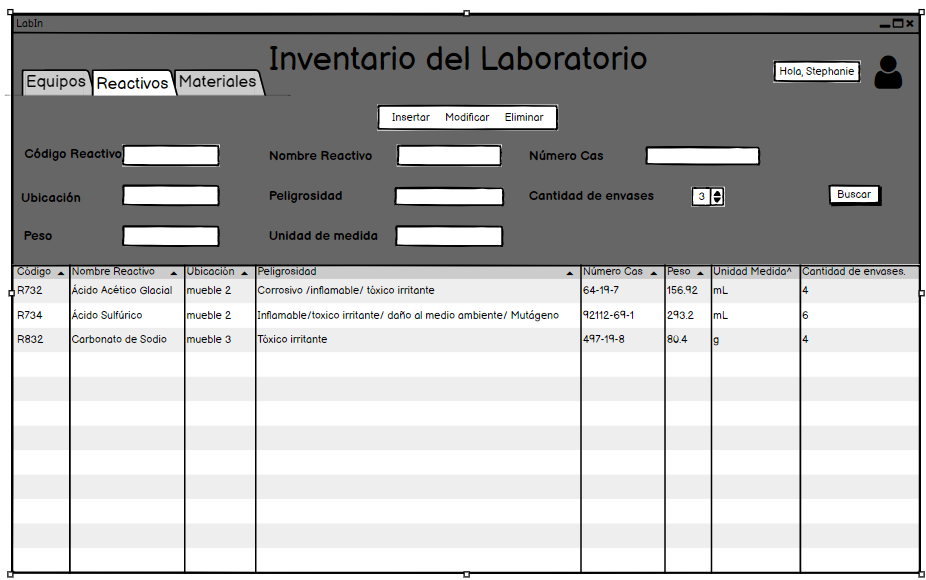 LabIn
Inventario del Laboratorio
Equipos Reactivos Materiales
Hola, Stephanie
Insertar Modificar Eliminar
Código Reactivo Nombre Reactivo Número Cas
Ubicación Peligrosidad Cantidad de envases 3 Buscar
Peso Unidad de medida
Código Nombre Reactivo Ubicación Peligrosidad Número Cas Peso Unidad Medida^ Cantidad de envases.
R732 Ácido Acético Glacial mueble 2 Corrosivo /inflamable/ tóxico irritante 64-19-7 156.92 mL 4
R734 Ácido Sulfúrico mueble 2 Inflamable/toxico irritante/ daño al medio ambiente/ Mutágeno 92112-69-1 293.2 mL 6
R832 Carbonato de Sodio mueble 3 Tóxico irritante 497-19-8 80.4 g 4